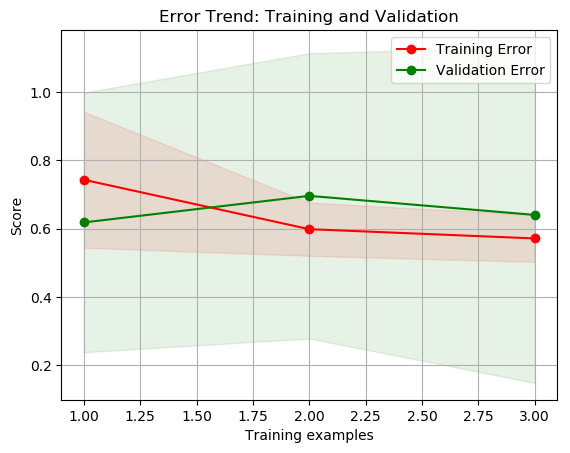 Error Trend: Training and Validation
Training Error
Validation Error
Score
1.0
0.8
0.6
0.4
0.2
1.00 1.25 1.50 1.75 2.00 2.25 2.50 2.75 3.00
Training examples